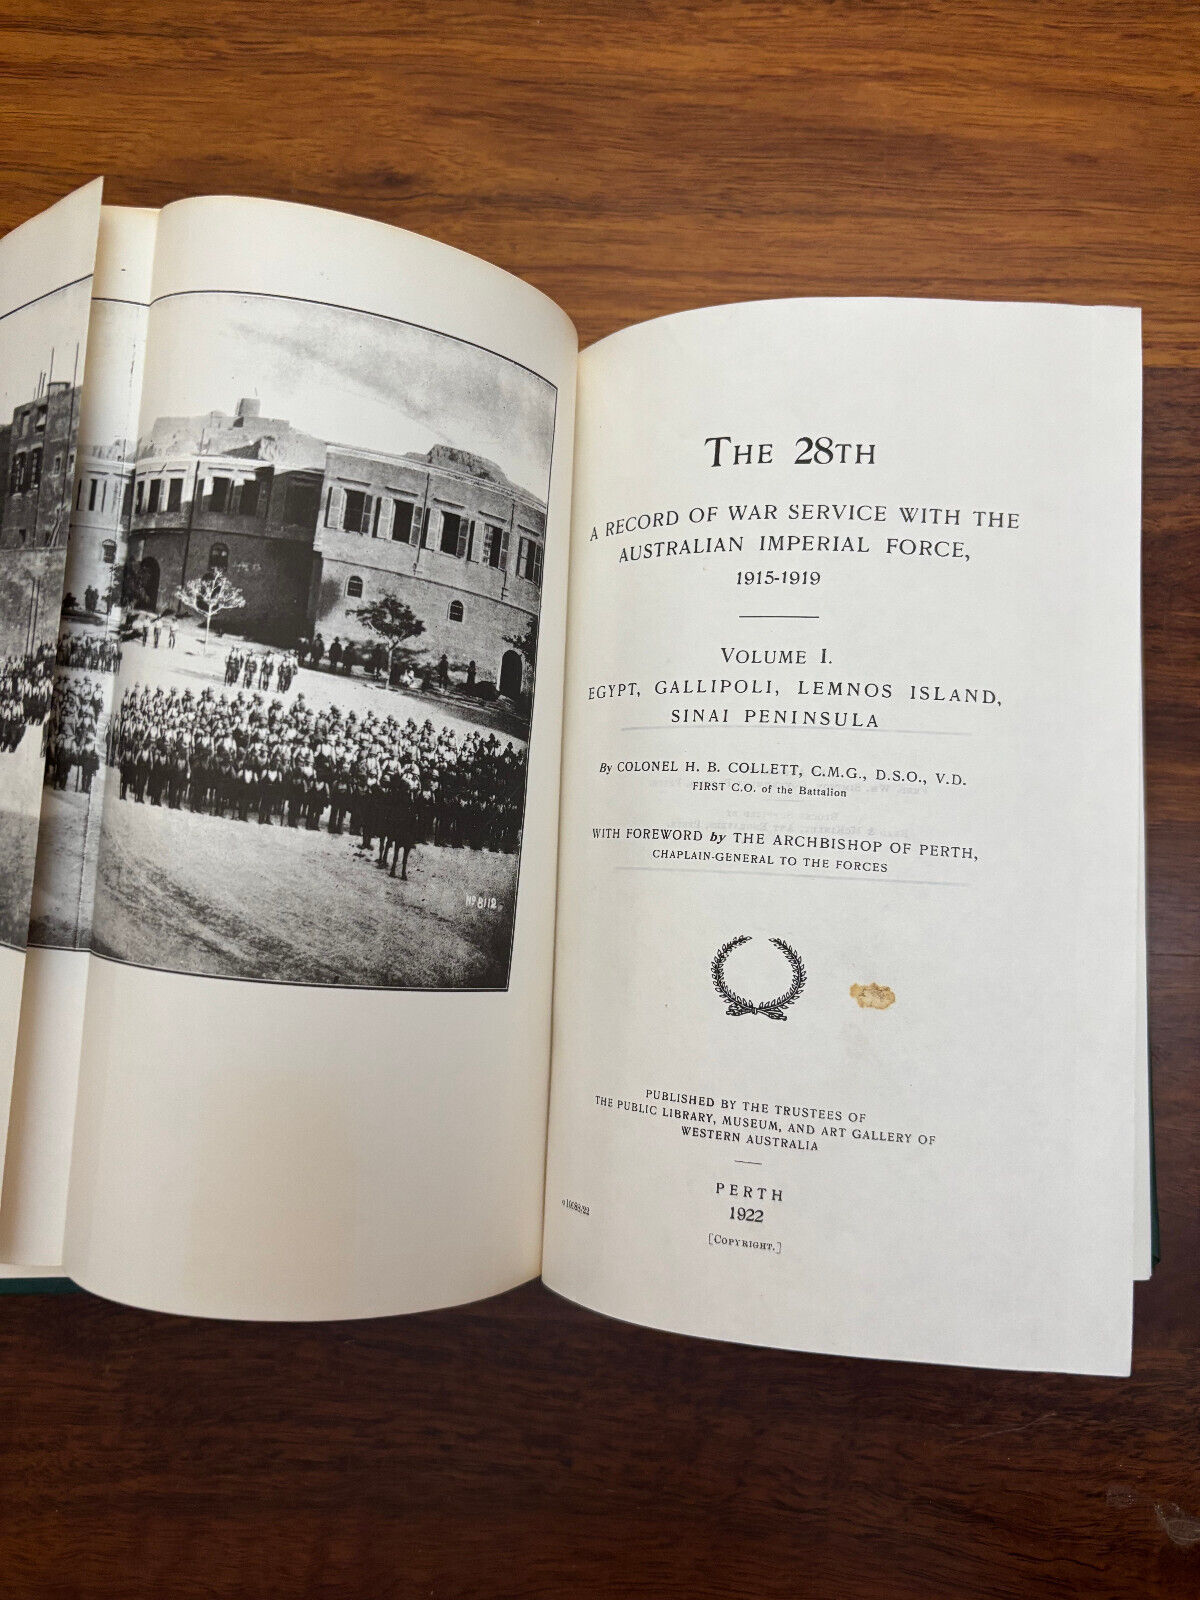 No 8112
THE 28TH
A RECORD OF WAR SERVICE WITH THE
AUSTRALIAN IMPERIAL FORCE,
1915-1919
VOLUME I.
EGYPT, GALLIPOLI, LEMNOS ISLAND,
SINAI PENINSULA
By COLONEL H. B. COLLETT, C.M.G., D.S.O., V.D.
FIRST C.O. of the Battalion
WITH FOREWORD by THE ARCHBISHOP OF PERTH,
CHAPLAIN-GENERAL TO THE FORCES
PUBLISHED BY THE TRUSTEES OF
THE PUBLIC LIBRARY, MUSEUM, AND ART GALLERY OF
WESTERN AUSTRALIA
PERTH
1922
[COPYRIGHT.]